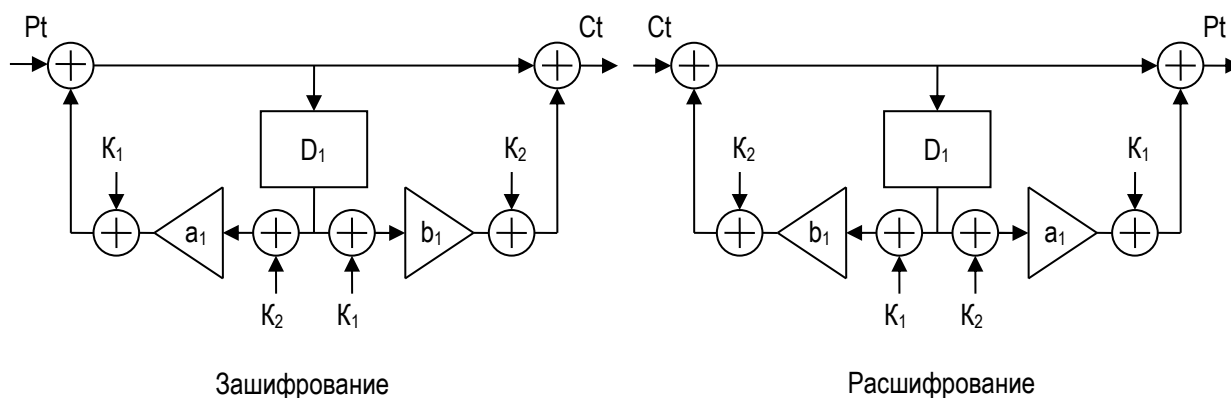 Pt Ct Ct Pt
K₁ D₁ K₂ K₂ D₁ K₁
a₁ b₁ b₁ a₁
K₂ K₁ K₁ K₂
Зашифрование Расшифрование